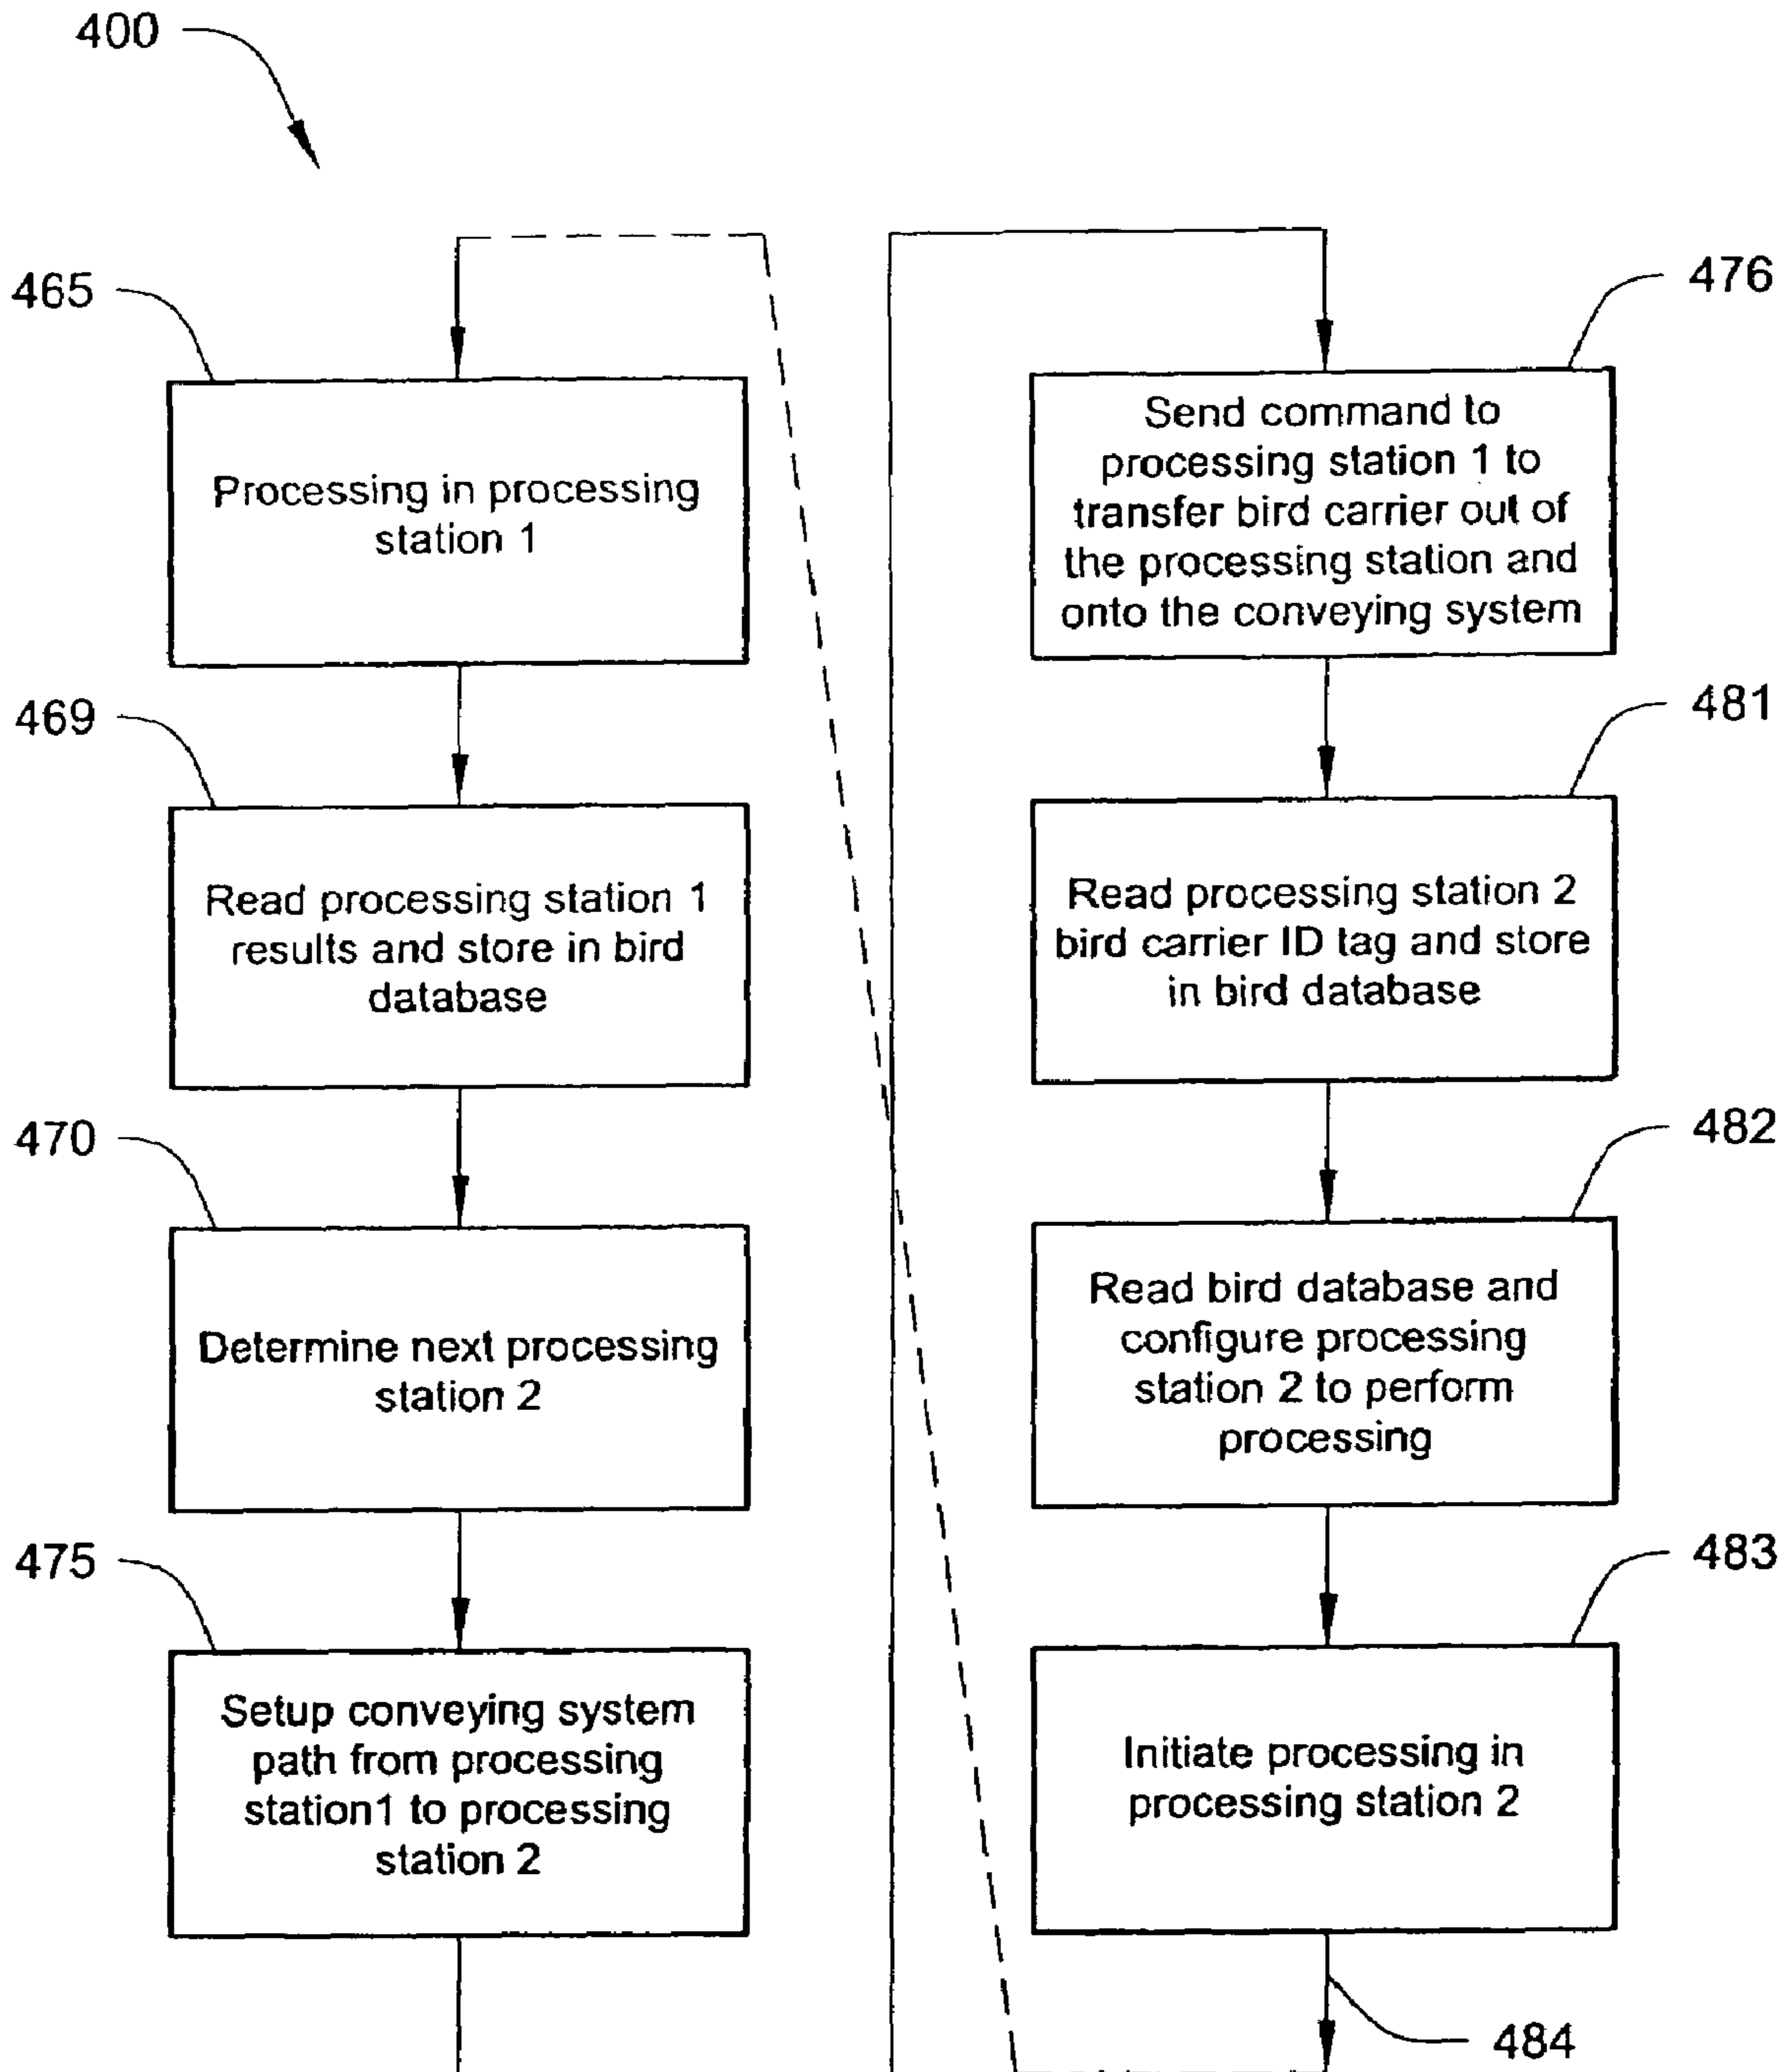 400
465
Processing in processing
station 1
469
Read processing station 1
results and store in bird
database
470
Determine next processing
station 2
475
Setup conveying system
path from processing
station1 to processing
station 2
476
Send command to
processing station 1 to
transfer bird carrier out of
the processing station and
onto the conveying system
481
Read processing station 2
bird carrier ID tag and store
in bird database
482
Read bird database and
configure processing
station 2 to perform
processing
483
Initiate processing in
processing station 2
484